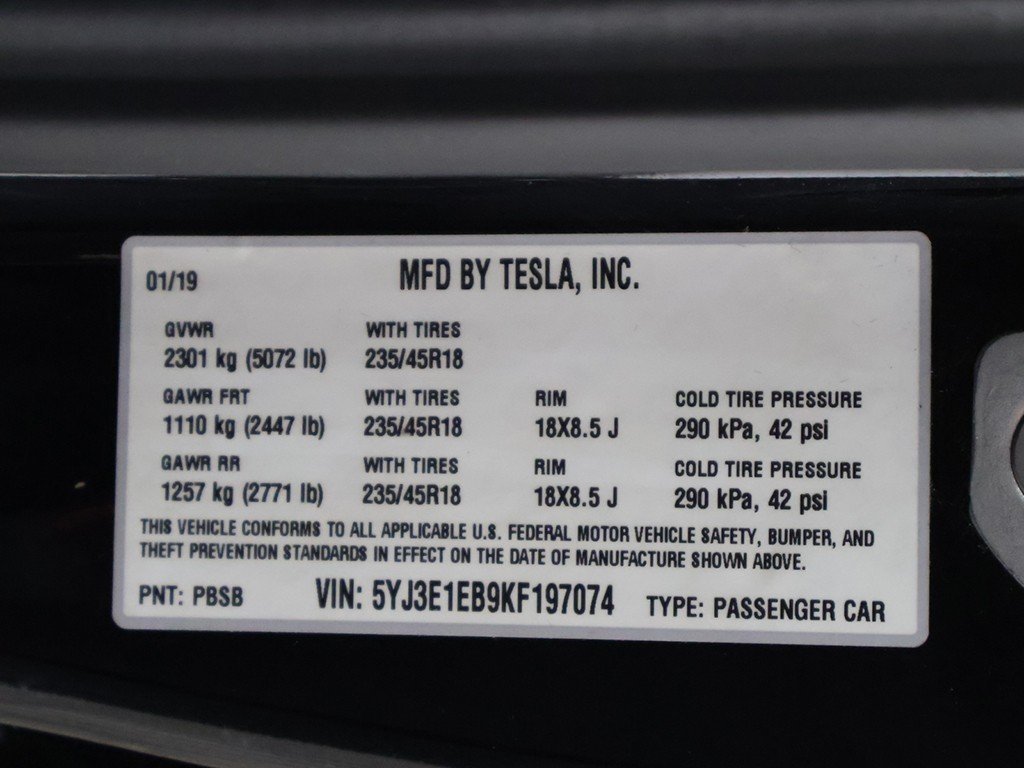 01/19 MFD BY TESLA, INC.
GVWR WITH TIRES
2301 kg (5072 lb) 235/45R18
GAWR FRT WITH TIRES RIM COLD TIRE PRESSURE
1110 kg (2447 lb) 235/45R18 18X8.5 J 290 kPa, 42 psi
GAWR RR WITH TIRES RIM COLD TIRE PRESSURE
1257 kg (2771 lb) 235/45R18 18X8.5 J 290 kPa, 42 psi
THIS VEHICLE CONFORMS TO ALL APPLICABLE U.S. FEDERAL MOTOR VEHICLE SAFETY, BUMPER, AND
THEFT PREVENTION STANDARDS IN EFFECT ON THE DATE OF MANUFACTURE SHOWN ABOVE.
PNT: PBSB VIN: 5YJ3E1EB9KF197074 TYPE: PASSENGER CAR